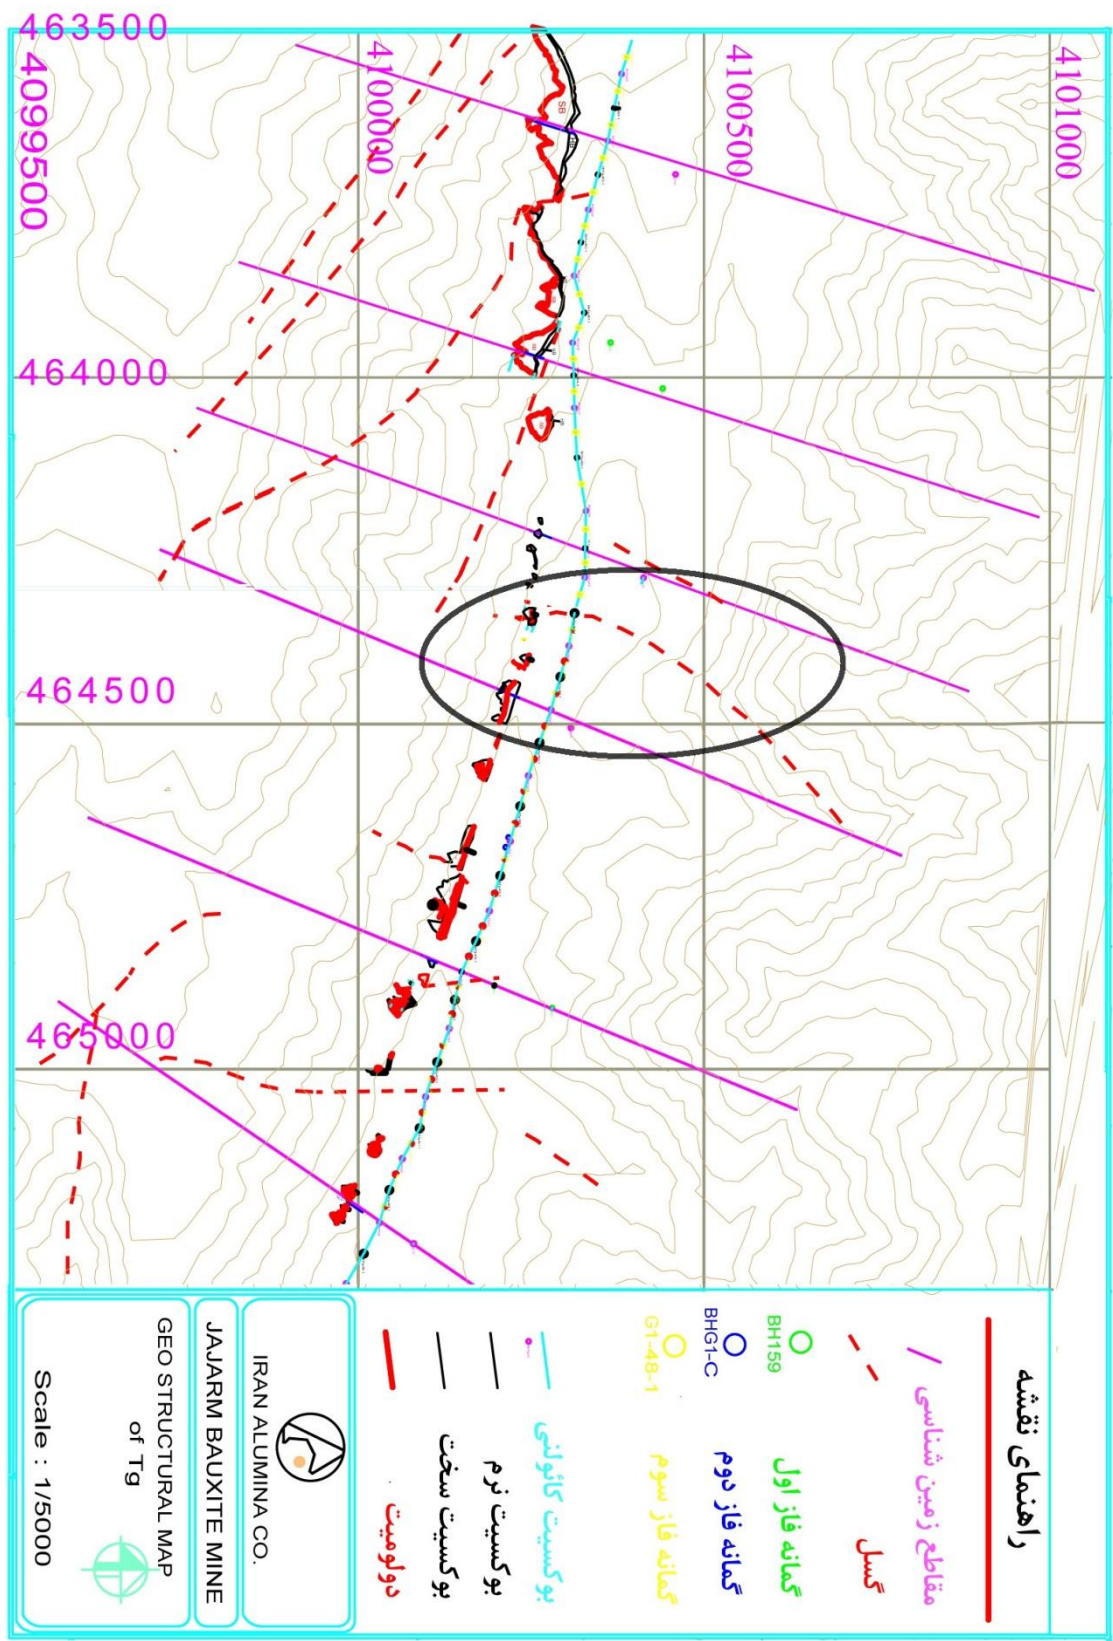 463500
4099500
4100000
4100500
4101000
464000
464500
465000
SB
راهنمای نقشه
مقاطع زمین شناسی
گسل
BH159
گمانه فاز اول
BHG1-C
گمانه فاز دوم
G1-48-1
گمانه فاز سوم
بوکسیت کائولنی
بوکسیت نرم
بوکسیت سخت
دولومیت
IRAN ALUMINA CO.
JAJARM BAUXITE MINE
GEO STRUCTURAL MAP
of Tg
Scale : 1/5000